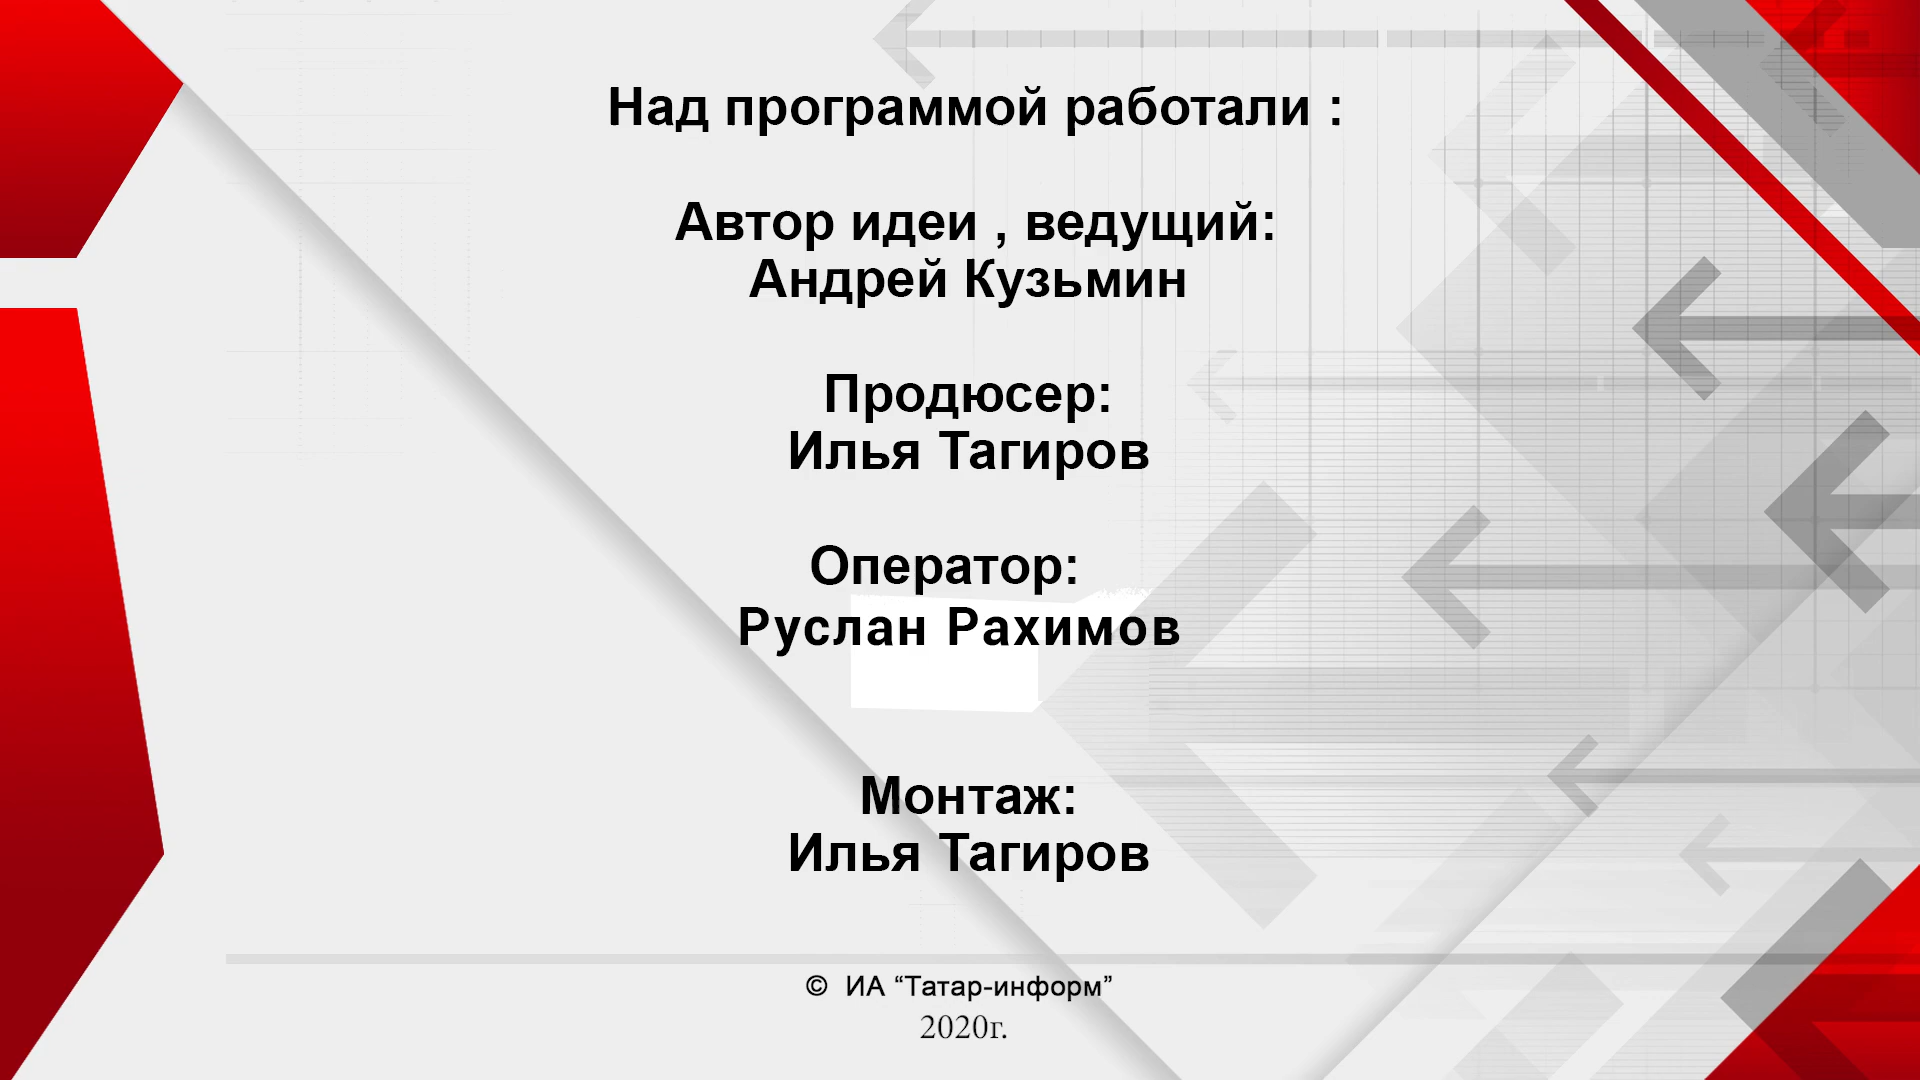 Над программой работали :
Автор идеи , ведущий:
Андрей Кузьмин
Продюсер:
Илья Тагиров
Оператор:
Руслан Рахимов
Монтаж:
Илья Тагиров
© ИА “Татар-информ”
2020г.